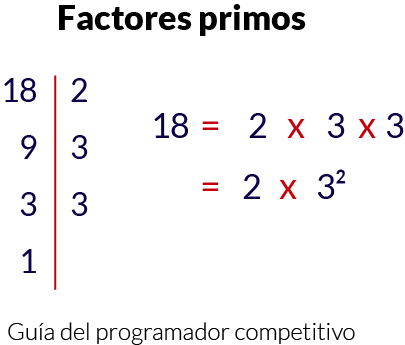 Factores primos
18 | 2
9 | 3
3 | 3
1 |
18 = 2 x 3 x 3
= 2 x 3²
Guía del programador competitivo